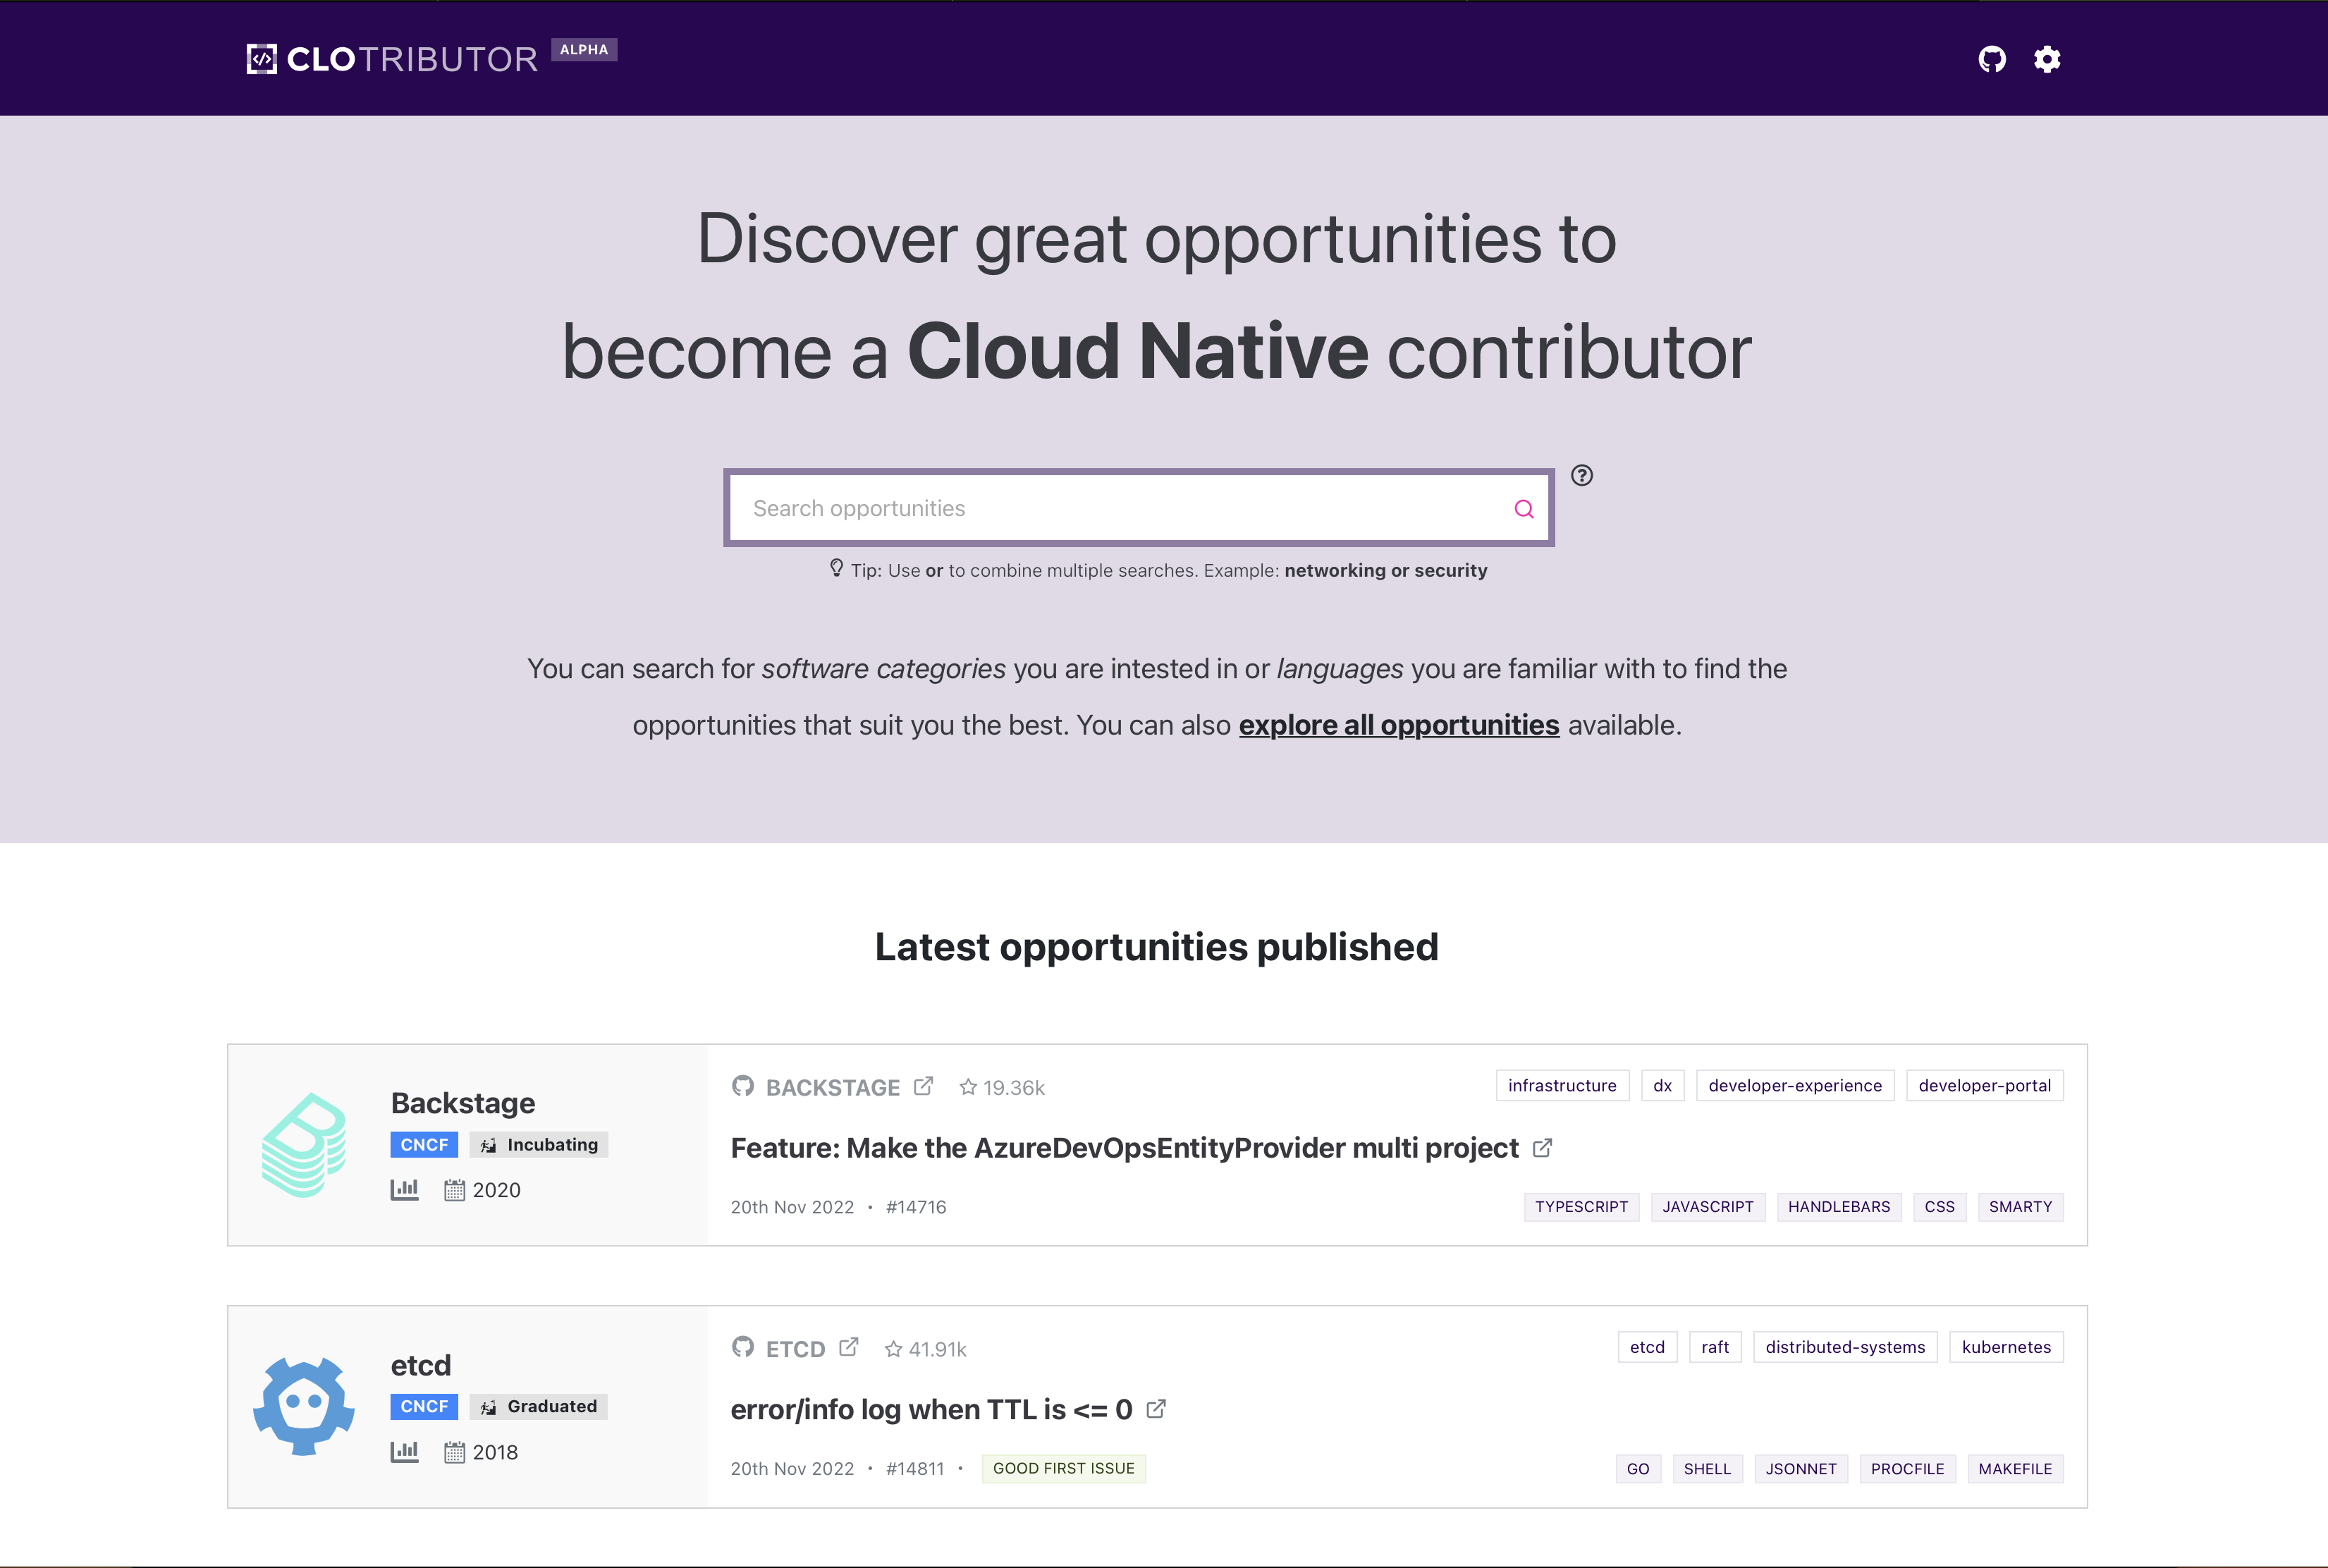 CLOTRIBUTOR ALPHA
Discover great opportunities to
become a Cloud Native contributor
Search opportunities
Tip: Use or to combine multiple searches. Example: networking or security
You can search for software categories you are intested in or languages you are familiar with to find the
opportunities that suit you the best. You can also explore all opportunities available.
Latest opportunities published
Backstage
CNCF Incubating
2020
BACKSTAGE 19.36k
infrastructure dx developer-experience developer-portal
Feature: Make the AzureDevOpsEntityProvider multi project
20th Nov 2022 • #14716
TYPESCRIPT JAVASCRIPT HANDLEBARS CSS SMARTY
etcd
CNCF Graduated
2018
ETCD 41.91k
etcd raft distributed-systems kubernetes
error/info log when TTL is <= 0
20th Nov 2022 • #14811 • GOOD FIRST ISSUE
GO SHELL JSONNET PROCFILE MAKEFILE